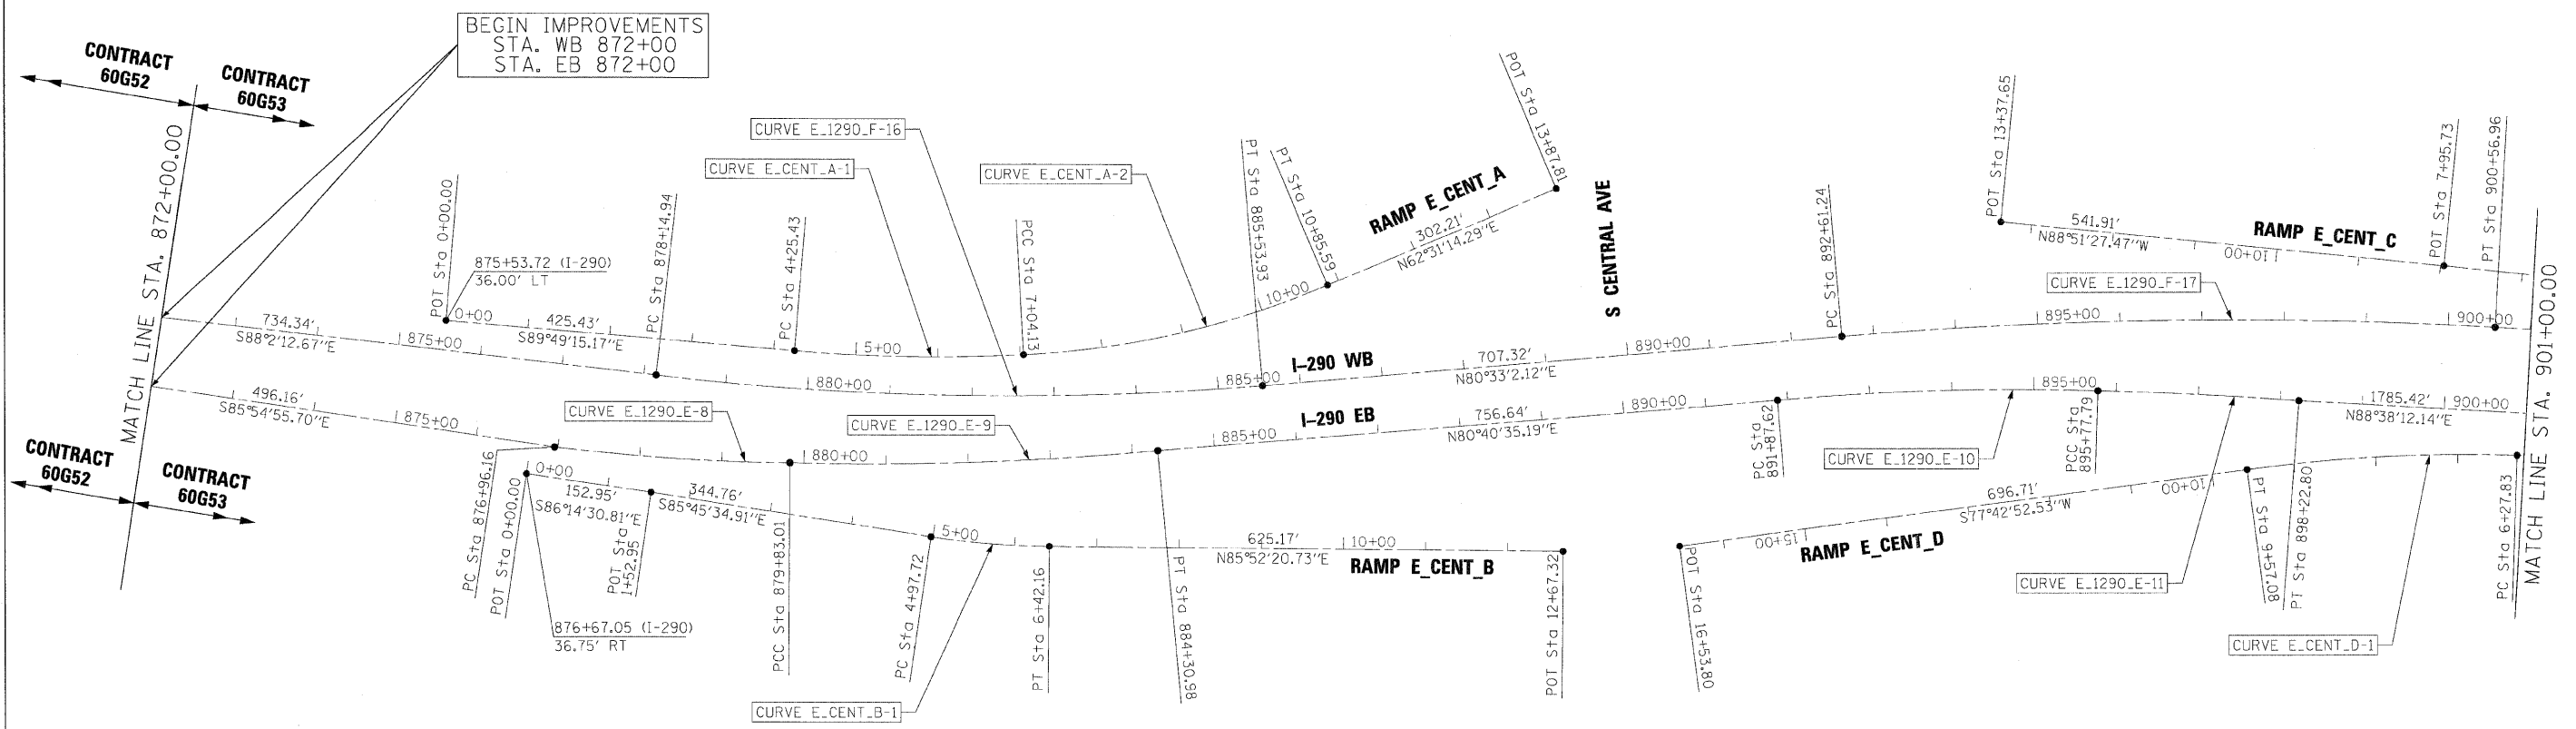 BEGIN IMPROVEMENTS
STA. WB 872+00
STA. EB 872+00
CONTRACT
60G52
CONTRACT
60G53
MATCH LINE STA. 872+00.00
CONTRACT
60G52
CONTRACT
60G53
POT Sta 0+00.00
875+53.72 (I-290)
36.00' LT
PC Sta 878+14.94
PC Sta 4+25.43
CURVE E_1290_F-16
CURVE E_CENT_A-1
CURVE E_CENT_A-2
PCC Sta 7+04.13
PT Sta 885+53.93
PT Sta 10+85.59
POT Sta 13+87.81
RAMP E_CENT_A
302.21'
N62°31'14.29"E
10+00
S CENTRAL AVE
PC Sta 892+61.24
POT Sta 13+37.65
541.91'
N88°51'27.47"W
RAMP E_CENT_C
10+00
POT Sta 7+95.73
PT Sta 900+56.96
CURVE E_1290_F-17
0+00
425.43'
S89°49'15.17"E
5+00
734.34'
S88°2'12.67"E
875+00
880+00
885+00
I-290 WB
707.32'
N80°33'2.12"E
890+00
895+00
900+00
MATCH LINE STA. 901+00.00
496.16'
S85°54'55.70"E
875+00
CURVE E_1290_E-8
880+00
CURVE E_1290_E-9
885+00
I-290 EB
756.64'
N80°40'35.19"E
890+00
895+00
1785.42'
N88°38'12.14"E
900+00
PC Sta 876+96.16
POT Sta 0+00.00
0+00
152.95'
S86°14'30.81"E
POT Sta
1+52.95
344.76'
S85°45'34.91"E
876+67.05 (I-290)
36.75' RT
PCC Sta 879+83.01
PC Sta 4+97.72
5+00
CURVE E_CENT_B-1
PT Sta 6+42.16
PT Sta 884+30.98
625.17'
N85°52'20.73"E
10+00
RAMP E_CENT_B
POT Sta 12+67.32
POT Sta 16+53.80
15+00
RAMP E_CENT_D
696.71'
S77°42'52.53"W
10+00
PC Sta
891+87.62
CURVE E_1290_E-10
PCC Sta
895+77.79
CURVE E_1290_E-11
PT Sta 9+57.08
PT Sta 898+22.80
CURVE E_CENT_D-1
PC Sta 6+27.83